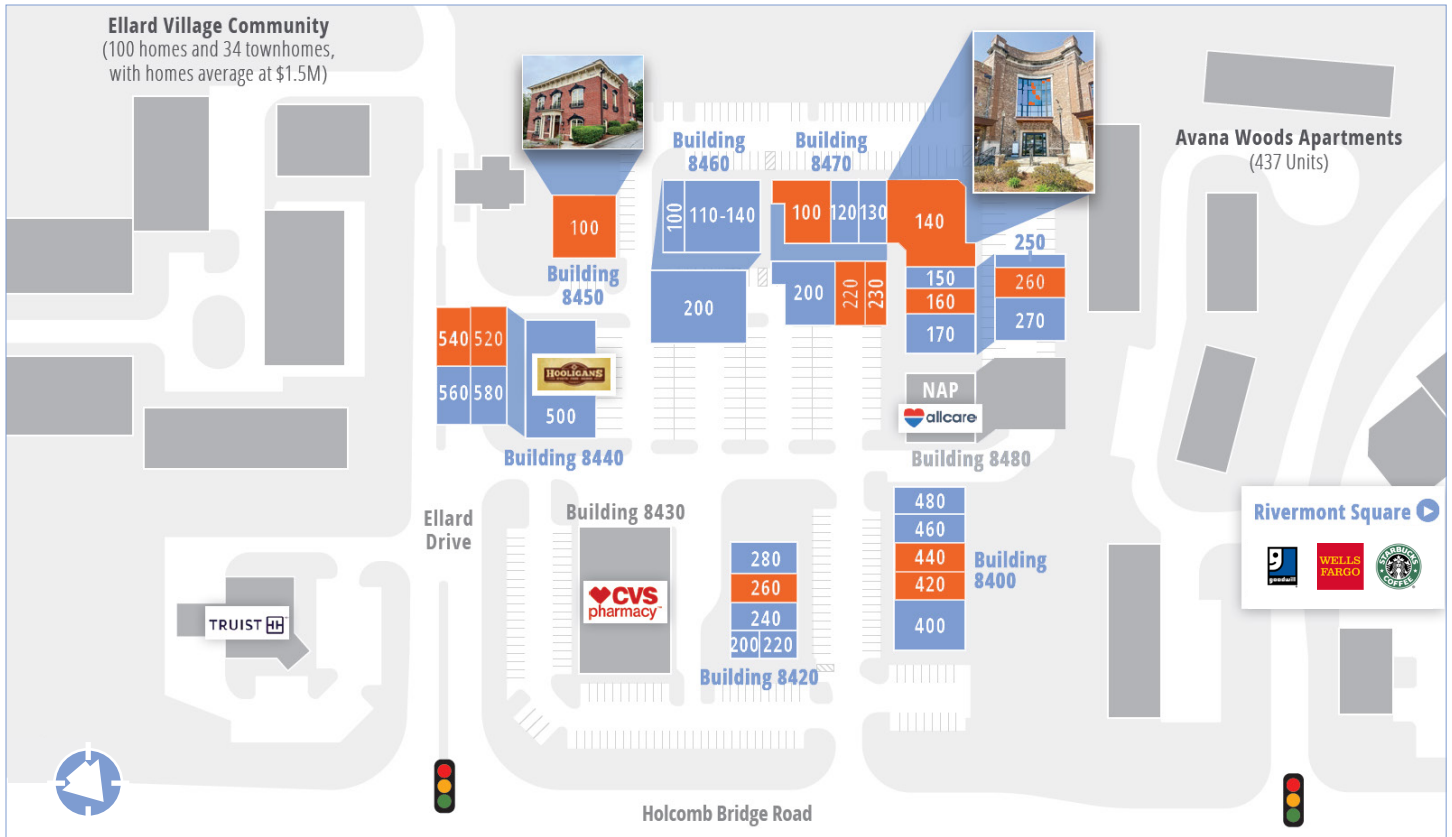 Ellard Village Community
(100 homes and 34 townhomes,
with homes average at $1.5M)
Building
8460
Building
8470
Avana Woods Apartments
(437 Units)
100
Building
8450
100
110-140
200
100
120
130
140
200
220
230
150
160
170
250
260
270
540
520
560
580
HOOLIGANS
500
Building 8440
NAP
allcare
Building 8480
Ellard
Drive
Building 8430
CVS
pharmacy
280
260
240
200
220
Building 8420
480
460
440
420
400
Building
8400
Rivermont Square
goodwill
WELLS
FARGO
STARBUCKS
COFFEE
TRUIST
Holcomb Bridge Road